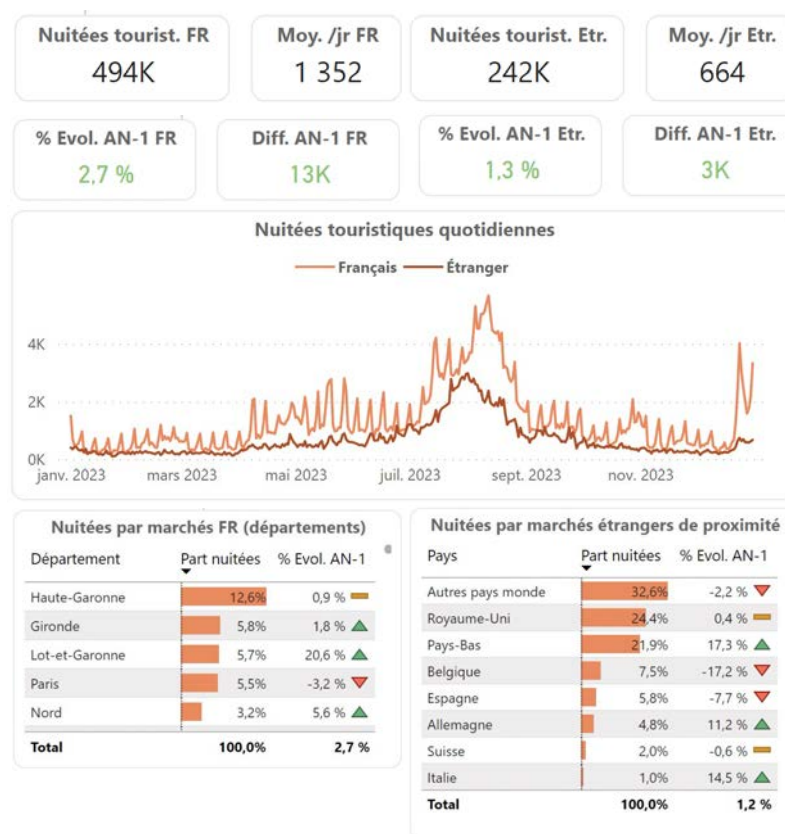 Nuitées tourist. FR
494K
Moy. /jr FR
1 352
Nuitées tourist. Etr.
242K
Moy. /jr Etr.
664
% Evol. AN-1 FR
2,7 %
Diff. AN-1 FR
13K
% Evol. AN-1 Etr.
1,3 %
Diff. AN-1 Etr.
3K
Nuitées touristiques quotidiennes
Français Étranger
4K
2K
0K
janv. 2023 mars 2023 mai 2023 juil. 2023 sept. 2023 nov. 2023
Nuitées par marchés FR (départements)
Département Part nuitées % Evol. AN-1
Haute-Garonne 12,6% 0,9 %
Gironde 5,8% 1,8 %
Lot-et-Garonne 5,7% 20,6 %
Paris 5,5% -3,2 %
Nord 3,2% 5,6 %
Total 100,0% 2,7 %
Nuitées par marchés étrangers de proximité
Pays Part nuitées % Evol. AN-1
Autres pays monde 32,6% -2,2 %
Royaume-Uni 24,4% 0,4 %
Pays-Bas 21,9% 17,3 %
Belgique 7,5% -17,2 %
Espagne 5,8% -7,7 %
Allemagne 4,8% 11,2 %
Suisse 2,0% -0,6 %
Italie 1,0% 14,5 %
Total 100,0% 1,2 %